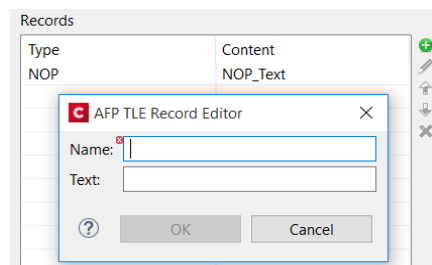 Records
Type Content
NOP NOP_Text
C AFP TLE Record Editor
Name:
Text:
? OK Cancel